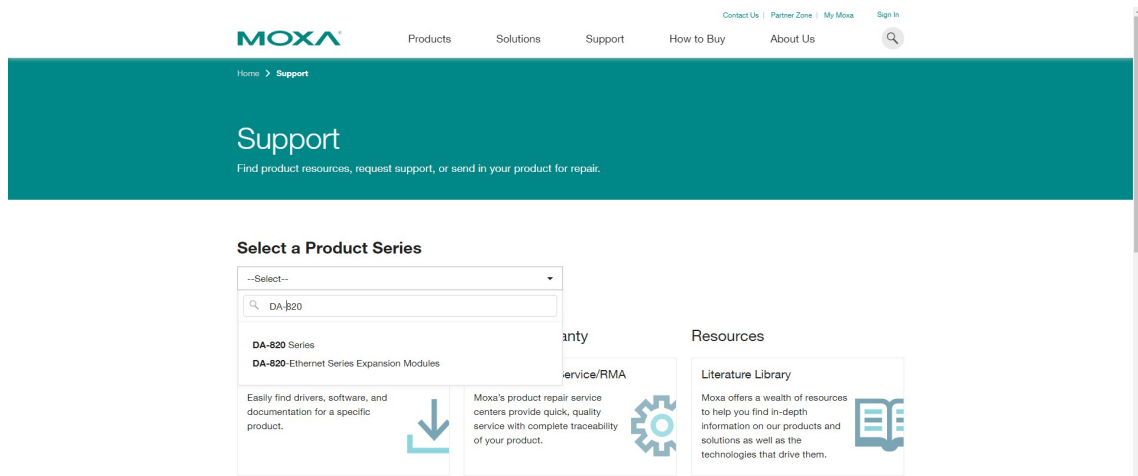 Contact Us | Partner Zone | My Moxa Sign In
MOXA®
Products Solutions Support How to Buy About Us
Home > Support
Support
Find product resources, request support, or send in your product for repair.
Select a Product Series
--Select--
DA-820
DA-820 Series
DA-820-Ethernet Series Expansion Modules
anty
Resources
Easily find drivers, software, and
documentation for a specific
product.
ervice/RMA
Moxa's product repair service
centers provide quick, quality
service with complete traceability
of your product.
Literature Library
Moxa offers a wealth of resources
to help you find in-depth
information on our products and
solutions as well as the
technologies that drive them.